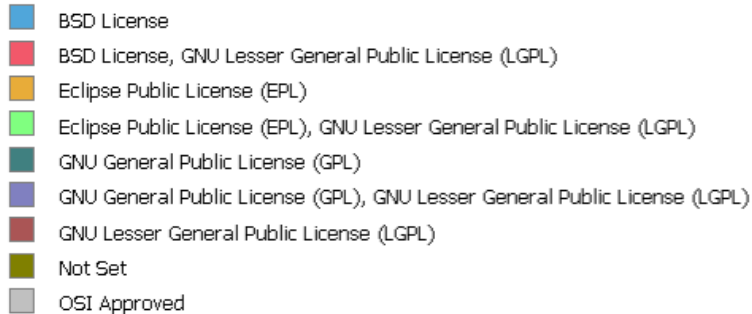 BSD License
BSD License, GNU Lesser General Public License (LGPL)
Eclipse Public License (EPL)
Eclipse Public License (EPL), GNU Lesser General Public License (LGPL)
GNU General Public License (GPL)
GNU General Public License (GPL), GNU Lesser General Public License (LGPL)
GNU Lesser General Public License (LGPL)
Not Set
OSI Approved